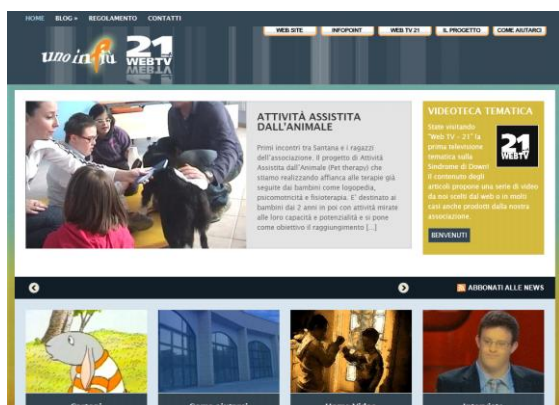 HOME BLOG » REGOLAMENTO CONTATTI
WEB SITE INFOPOINT WEB TV 21 IL PROGETTO COME AIUTARCI
uno in più
21
WEBTV
ATTIVITÀ ASSISTITA
DALL'ANIMALE
Primi incontri tra Santana e i ragazzi
dell'associazione. Il progetto di Attività
Assistita dall'Animale (Pet therapy) che
stiamo realizzando affianca alle terapie già
seguite dai bambini come logopedia,
psicomotricità e fisioterapia. E' destinato ai
bambini dai 2 anni in poi con attività mirate
alle loro capacità e potenzialità e si pone
come obiettivo il raggiungimento [...]
VIDEOTECA TEMATICA
State visitando
"Web TV – 21" la
prima televisione
tematica sulla
Sindrome di Down!
Il contenuto degli
articoli propone una serie di video
da noi scelti dal web o in molti
casi anche prodotti dalla nostra
associazione.
21
WEBTV
BENVENUTI
ABBONATI ALLE NEWS